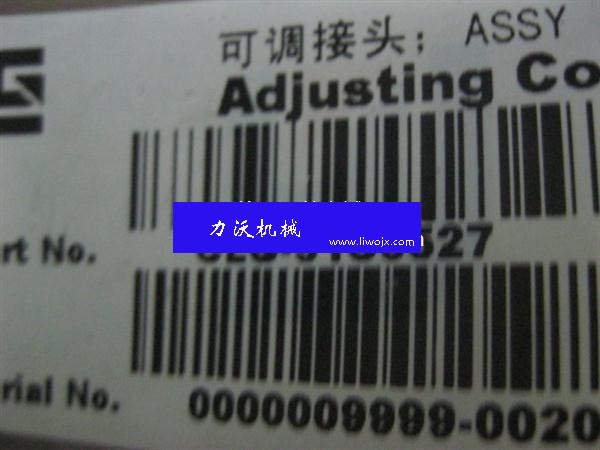 可调接头; ASSY
Adjusting Co
力沃机械
www.liwojx.com
rt No.
527
rial No.
0000009999-0020